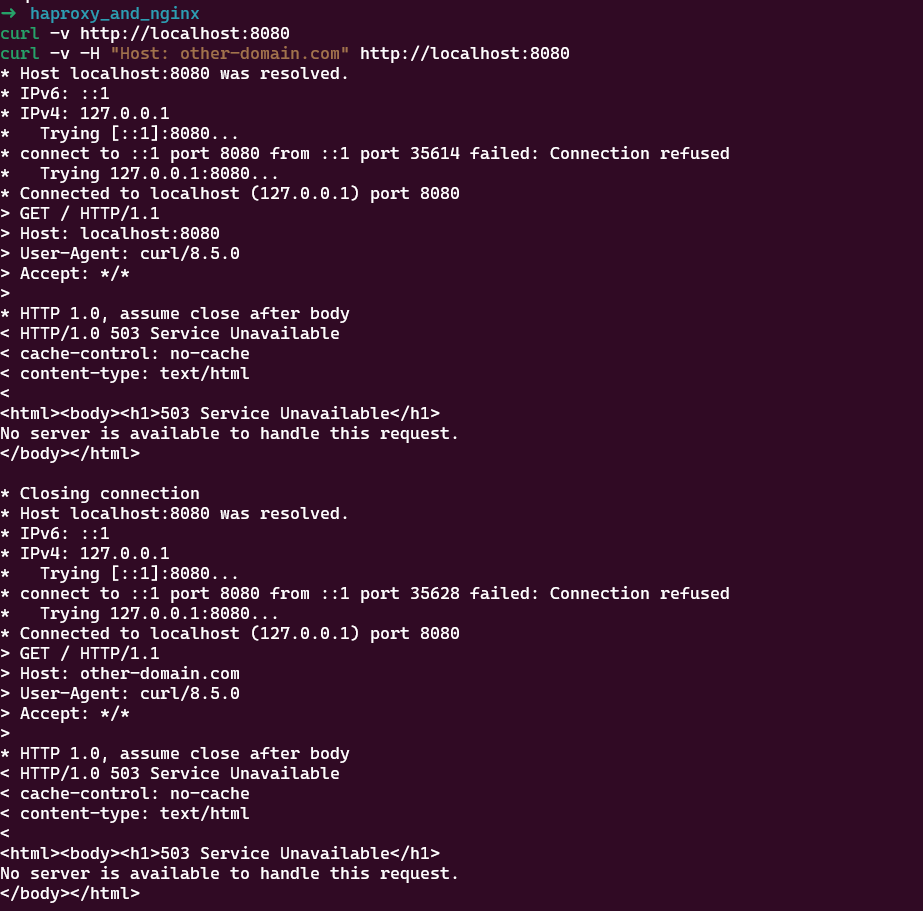 → haproxy_and_nginx
curl -v http://localhost:8080
curl -v -H "Host: other-domain.com" http://localhost:8080
* Host localhost:8080 was resolved.
* IPv6: ::1
* IPv4: 127.0.0.1
*   Trying [::1]:8080...
* connect to ::1 port 8080 from ::1 port 35614 failed: Connection refused
*   Trying 127.0.0.1:8080...
* Connected to localhost (127.0.0.1) port 8080
> GET / HTTP/1.1
> Host: localhost:8080
> User-Agent: curl/8.5.0
> Accept: */*
>
* HTTP 1.0, assume close after body
< HTTP/1.0 503 Service Unavailable
< cache-control: no-cache
< content-type: text/html
<
<html><body><h1>503 Service Unavailable</h1>
No server is available to handle this request.
</body></html>

* Closing connection
* Host localhost:8080 was resolved.
* IPv6: ::1
* IPv4: 127.0.0.1
*   Trying [::1]:8080...
* connect to ::1 port 8080 from ::1 port 35628 failed: Connection refused
*   Trying 127.0.0.1:8080...
* Connected to localhost (127.0.0.1) port 8080
> GET / HTTP/1.1
> Host: other-domain.com
> User-Agent: curl/8.5.0
> Accept: */*
>
* HTTP 1.0, assume close after body
< HTTP/1.0 503 Service Unavailable
< cache-control: no-cache
< content-type: text/html
<
<html><body><h1>503 Service Unavailable</h1>
No server is available to handle this request.
</body></html>